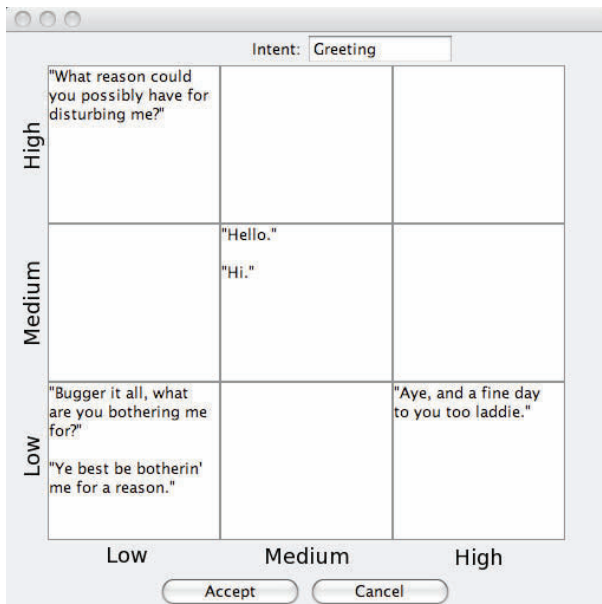 Intent: Greeting
"What reason could
you possibly have for
disturbing me?"
High
"Hello."
"Hi."
Medium
"Bugger it all, what
are you bothering me
for?"
"Ye best be botherin'
me for a reason."
"Aye, and a fine day
to you too laddie."
Low
Low Medium High
Accept Cancel